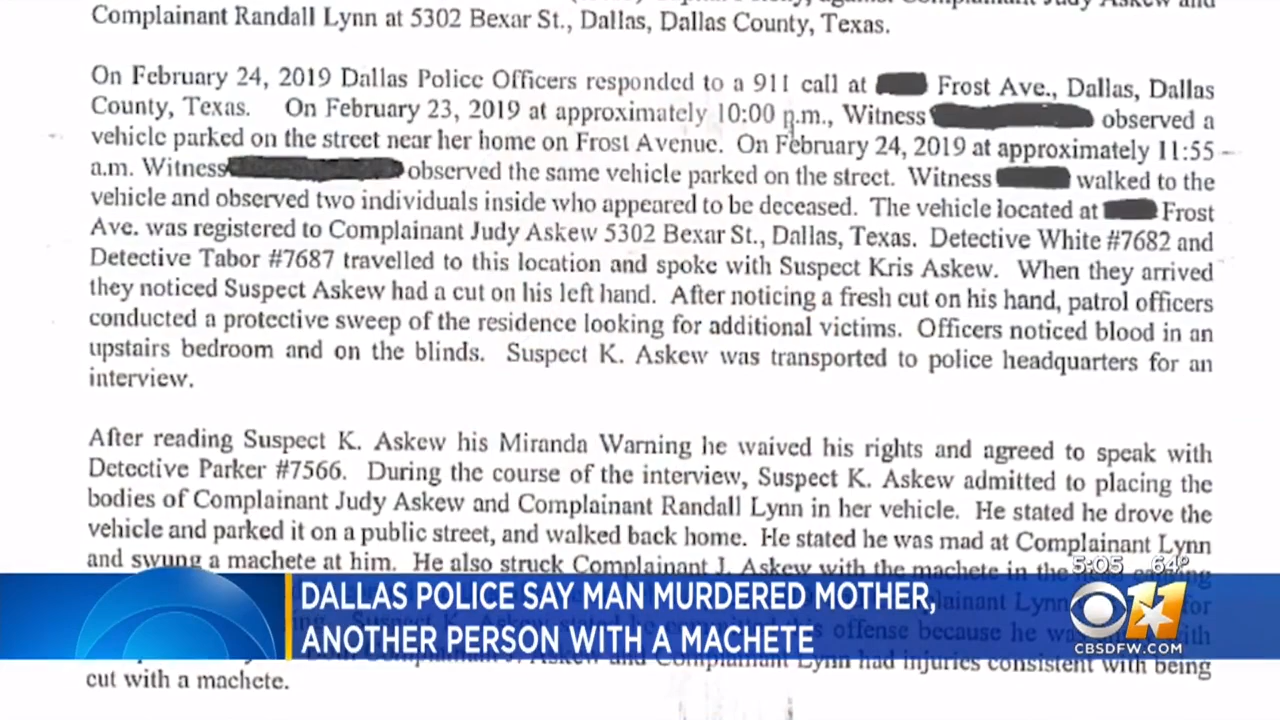 Complainant Randall Lynn at 5302 Bexar St., Dallas, Dallas County, Texas.
On February 24, 2019 Dallas Police Officers responded to a 911 call at Frost Ave., Dallas, Dallas
County, Texas. On February 23, 2019 at approximately 10:00 p.m., Witness observed a
vehicle parked on the street near her home on Frost Avenue. On February 24, 2019 at approximately 11:55
a.m. Witness observed the same vehicle parked on the street. Witness walked to the
vehicle and observed two individuals inside who appeared to be deceased. The vehicle located at Frost
Ave. was registered to Complainant Judy Askew 5302 Bexar St., Dallas, Texas. Detective White #7682 and
Detective Tabor #7687 travelled to this location and spoke with Suspect Kris Askew. When they arrived
they noticed Suspect Askew had a cut on his left hand. After noticing a fresh cut on his hand, patrol officers
conducted a protective sweep of the residence looking for additional victims. Officers noticed blood in an
upstairs bedroom and on the blinds. Suspect K. Askew was transported to police headquarters for an
interview.
After reading Suspect K. Askew his Miranda Warning he waived his rights and agreed to speak with
Detective Parker #7566. During the course of the interview, Suspect K. Askew admitted to placing the
bodies of Complainant Judy Askew and Complainant Randall Lynn in her vehicle. He stated he drove the
vehicle and parked it on a public street, and walked back home. He stated he was mad at Complainant Lynn
and swung a machete at him. He also struck Complainant J. Askew with the machete in the
5:05 64°
DALLAS POLICE SAY MAN MURDERED MOTHER,
ANOTHER PERSON WITH A MACHETE
11
CBSDFW.COM
offense because he
Complainant Lynn had injuries consistent with being
cut with a machete.